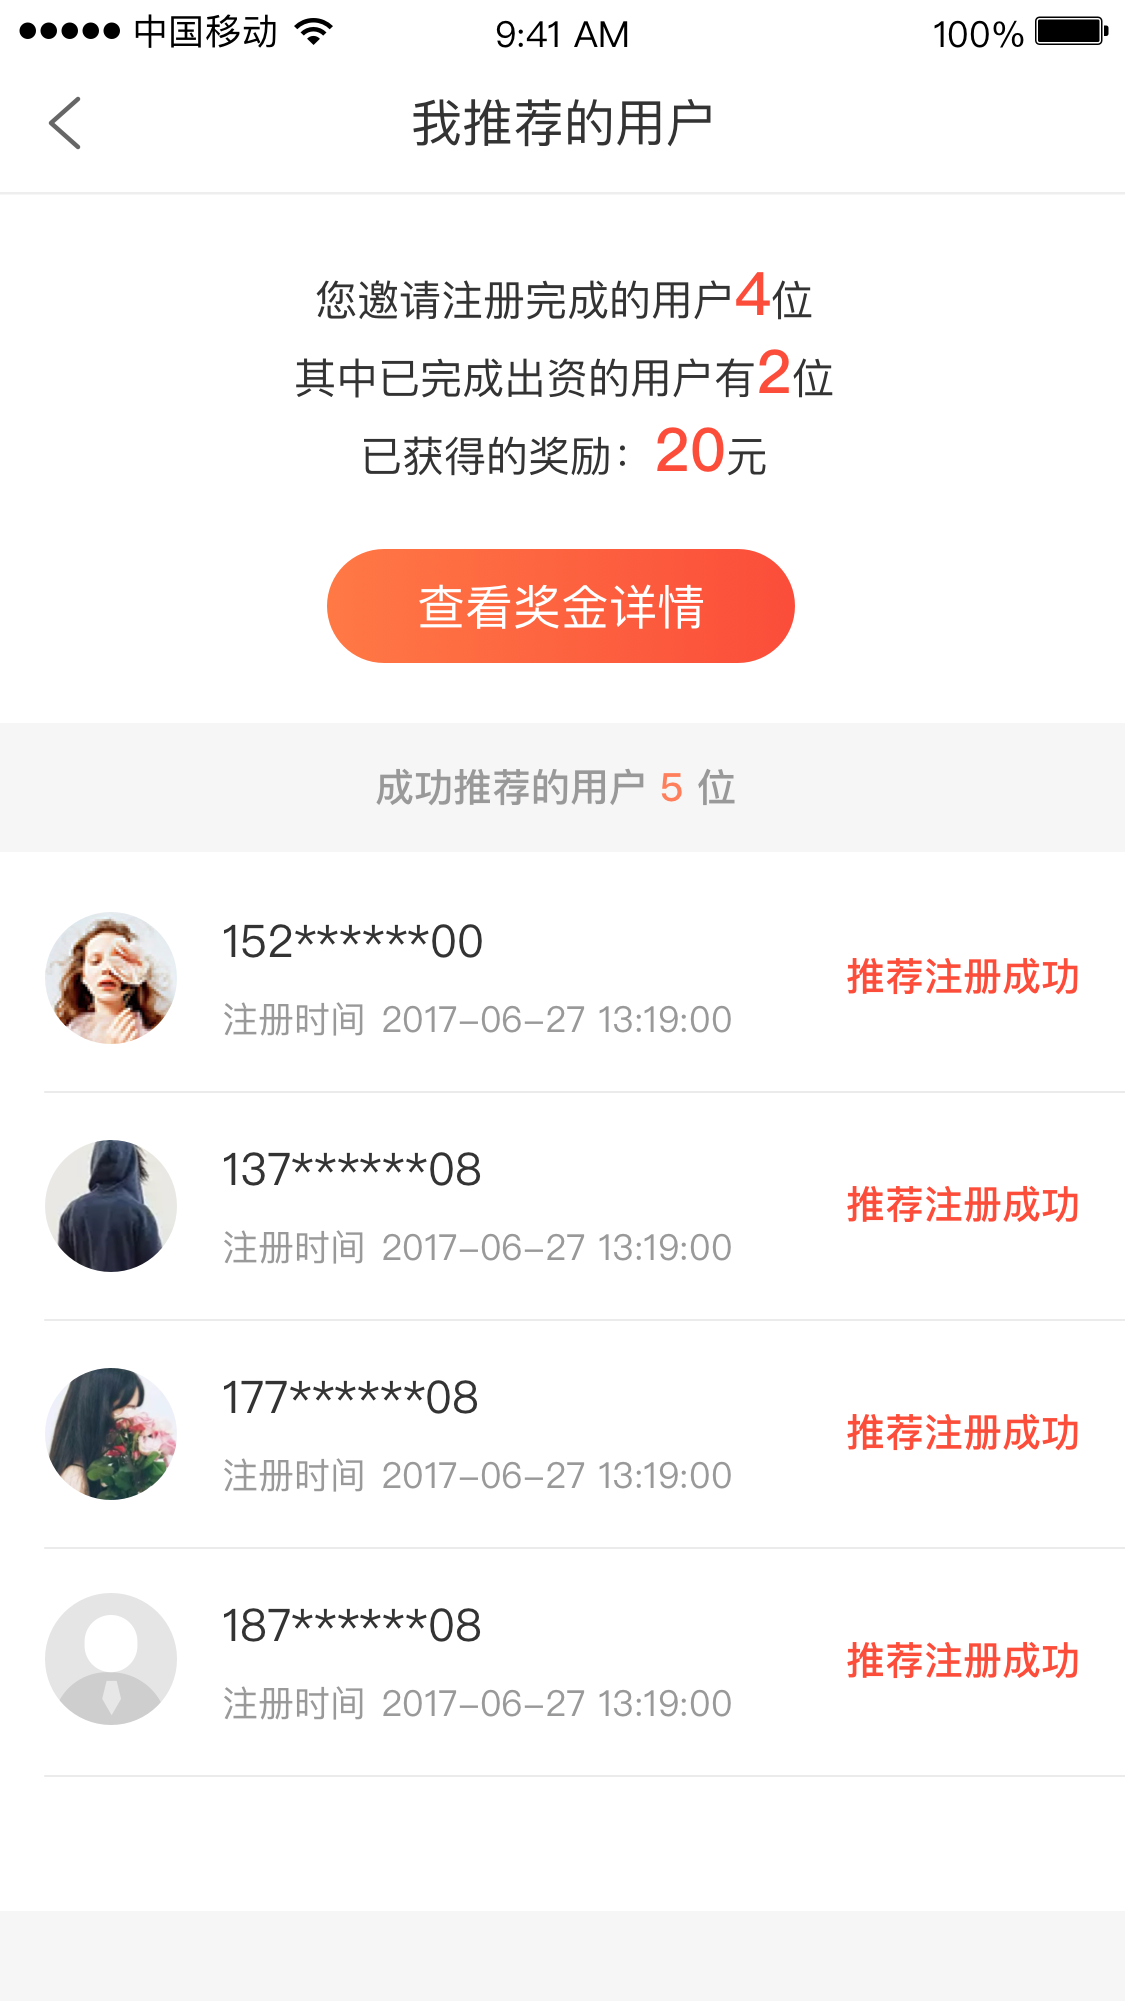 中国移动 9:41 AM 100%
我推荐的用户
您邀请注册完成的用户4位
其中已完成出资的用户有2位
已获得的奖励：20元
查看奖金详情
成功推荐的用户 5 位
152******00
推荐注册成功
注册时间 2017-06-27 13:19:00
137******08
推荐注册成功
注册时间 2017-06-27 13:19:00
177******08
推荐注册成功
注册时间 2017-06-27 13:19:00
187******08
推荐注册成功
注册时间 2017-06-27 13:19:00